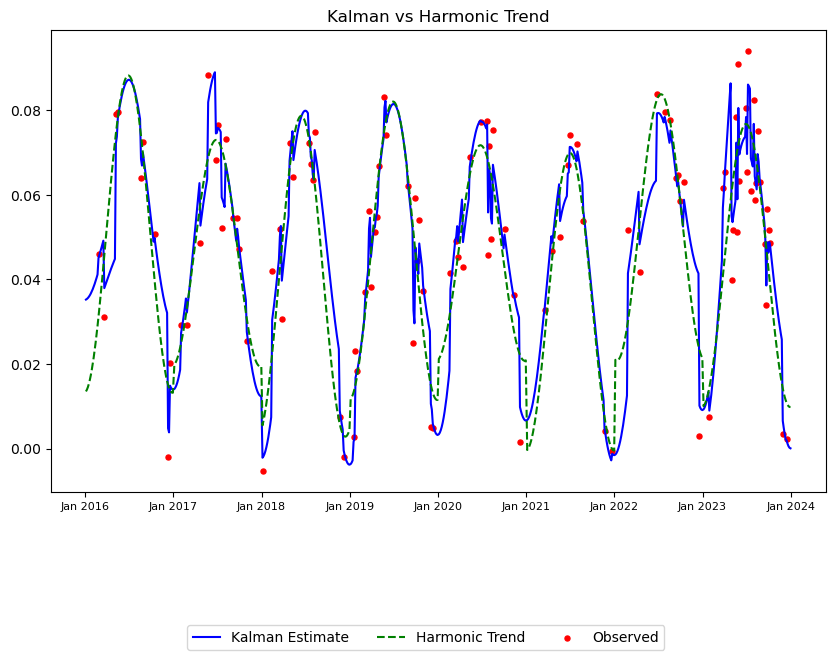 Kalman vs Harmonic Trend
0.08
0.06
0.04
0.02
0.00
Jan 2016 Jan 2017 Jan 2018 Jan 2019 Jan 2020 Jan 2021 Jan 2022 Jan 2023 Jan 2024
Kalman Estimate Harmonic Trend Observed